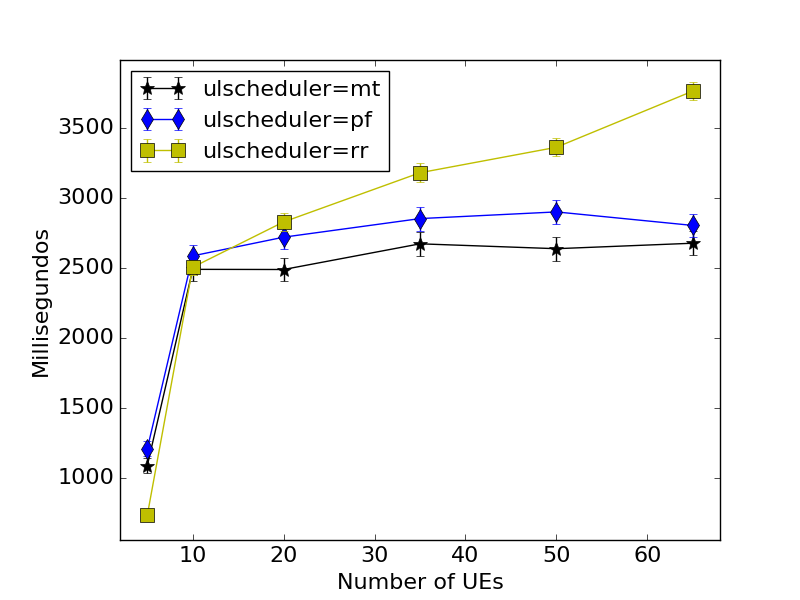 ulscheduler=mt
ulscheduler=pf
ulscheduler=rr
3500
3000
2500
2000
1500
1000
Millisegundos
10 20 30 40 50 60
Number of UEs